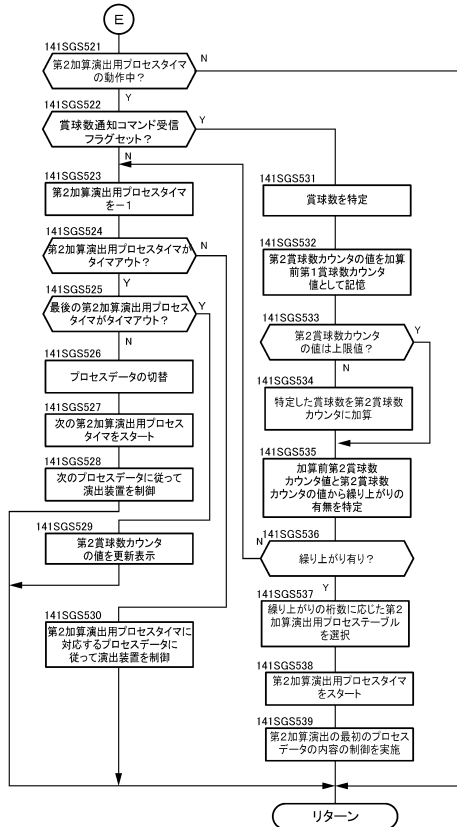 E
141SGS521
第2加算演出用プロセスタイマ
の動作中？
N
Y
141SGS522
賞球数通知コマンド受信
フラグセット？
Y
N
141SGS523
第2加算演出用プロセスタイマ
を－1
141SGS524
第2加算演出用プロセスタイマが
タイマアウト？
N
Y
141SGS525
最後の第2加算演出用プロセス
タイマがタイマアウト？
Y
N
141SGS526
プロセスデータの切替
141SGS527
次の第2加算演出用プロセス
タイマをスタート
141SGS528
次のプロセスデータに従って
演出装置を制御
141SGS529
第2賞球数カウンタ
の値を更新表示
141SGS530
第2加算演出用プロセスタイマに
対応するプロセスデータに
従って演出装置を制御
141SGS531
賞球数を特定
141SGS532
第2賞球数カウンタの値を加算
前第1賞球数カウンタ
値として記憶
141SGS533
第2賞球数カウンタ
の値は上限値？
Y
N
141SGS534
特定した賞球数を第2賞球数
カウンタに加算
141SGS535
加算前第2賞球数
カウンタ値と第2賞球数
カウンタの値から繰り上がりの
有無を特定
141SGS536
繰り上がり有り？
N
Y
141SGS537
繰り上がりの桁数に応じた第2
加算演出用プロセステーブル
を選択
141SGS538
第2加算演出用プロセスタイマ
をスタート
141SGS539
第2加算演出の最初のプロセス
データの内容の制御を実施
リターン